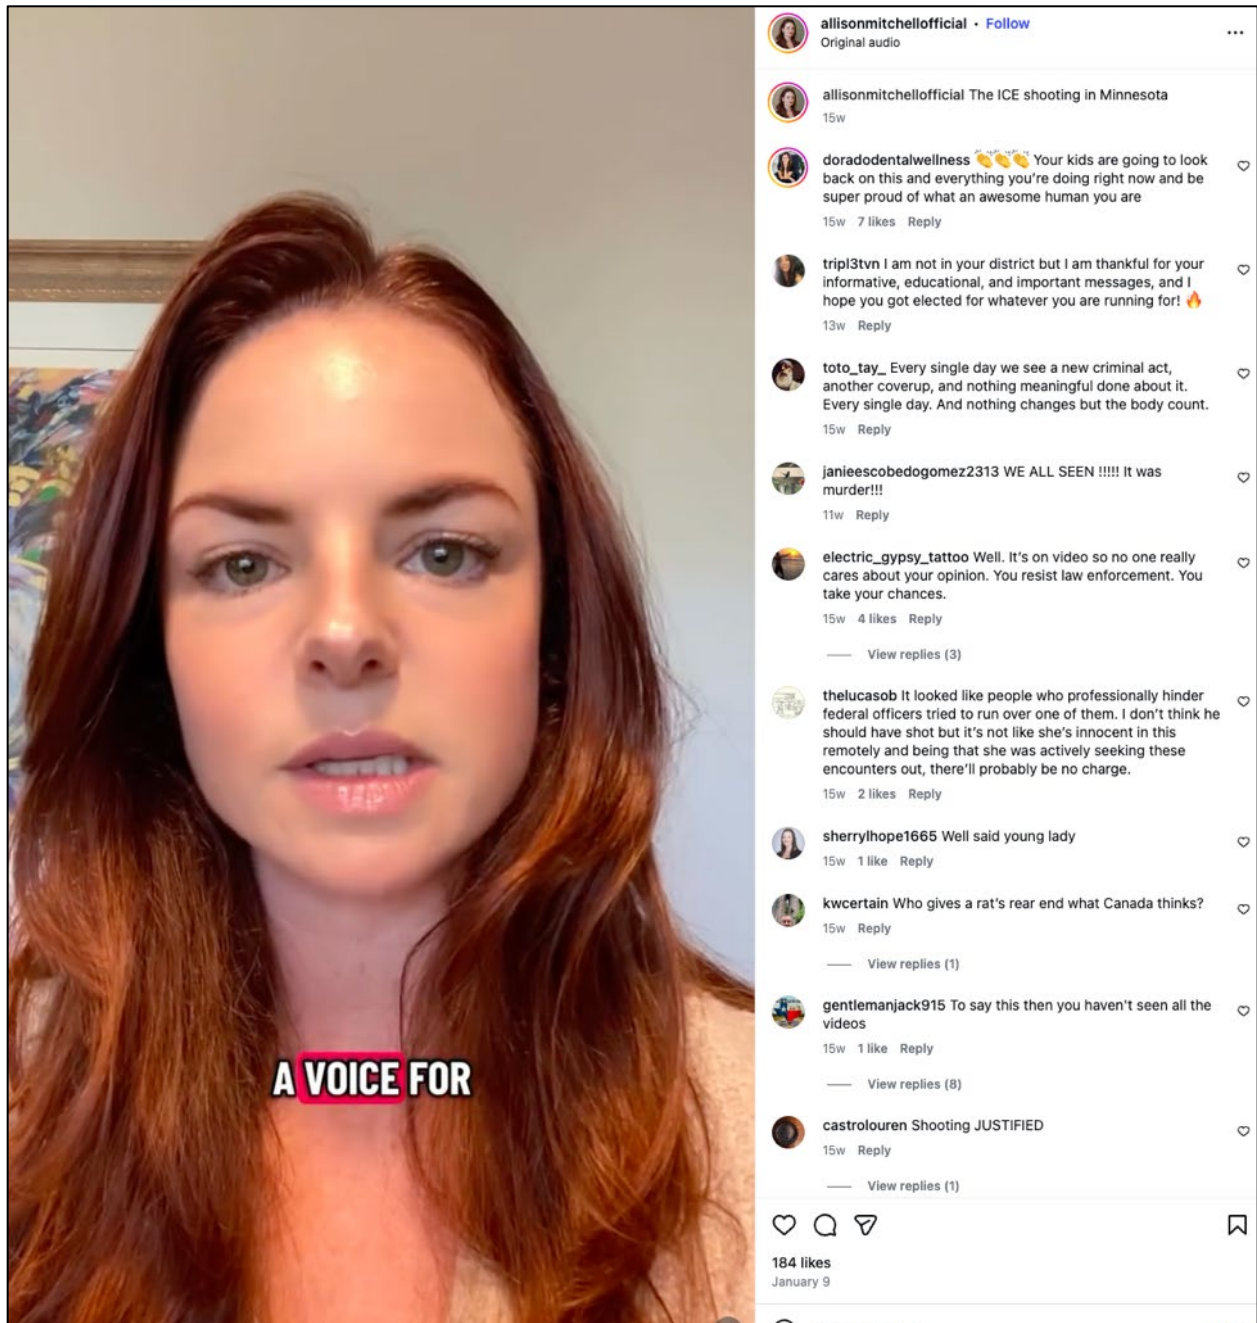 allisonmitchellofficial • Follow
Original audio
allisonmitchellofficial The ICE shooting in Minnesota
15w
doradodentalwellness 👏👏👏 Your kids are going to look
back on this and everything you're doing right now and be
super proud of what an awesome human you are
15w 7 likes Reply
tripl3tvn I am not in your district but I am thankful for your
informative, educational, and important messages, and I
hope you got elected for whatever you are running for! 🔥
13w Reply
toto_tay_ Every single day we see a new criminal act,
another coverup, and nothing meaningful done about it.
Every single day. And nothing changes but the body count.
15w Reply
janieescobedogomez2313 WE ALL SEEN !!!!! It was
murder!!!
11w Reply
electric_gypsy_tattoo Well. It's on video so no one really
cares about your opinion. You resist law enforcement. You
take your chances.
15w 4 likes Reply
View replies (3)
thelucasob It looked like people who professionally hinder
federal officers tried to run over one of them. I don't think he
should have shot but it's not like she's innocent in this
remotely and being that she was actively seeking these
encounters out, there'll probably be no charge.
15w 2 likes Reply
sherrylhope1665 Well said young lady
15w 1 like Reply
kwcertain Who gives a rat's rear end what Canada thinks?
15w Reply
View replies (1)
gentlemanjack915 To say this then you haven't seen all the
videos
15w 1 like Reply
View replies (8)
castrolouren Shooting JUSTIFIED
15w Reply
View replies (1)
184 likes
January 9
A VOICE FOR